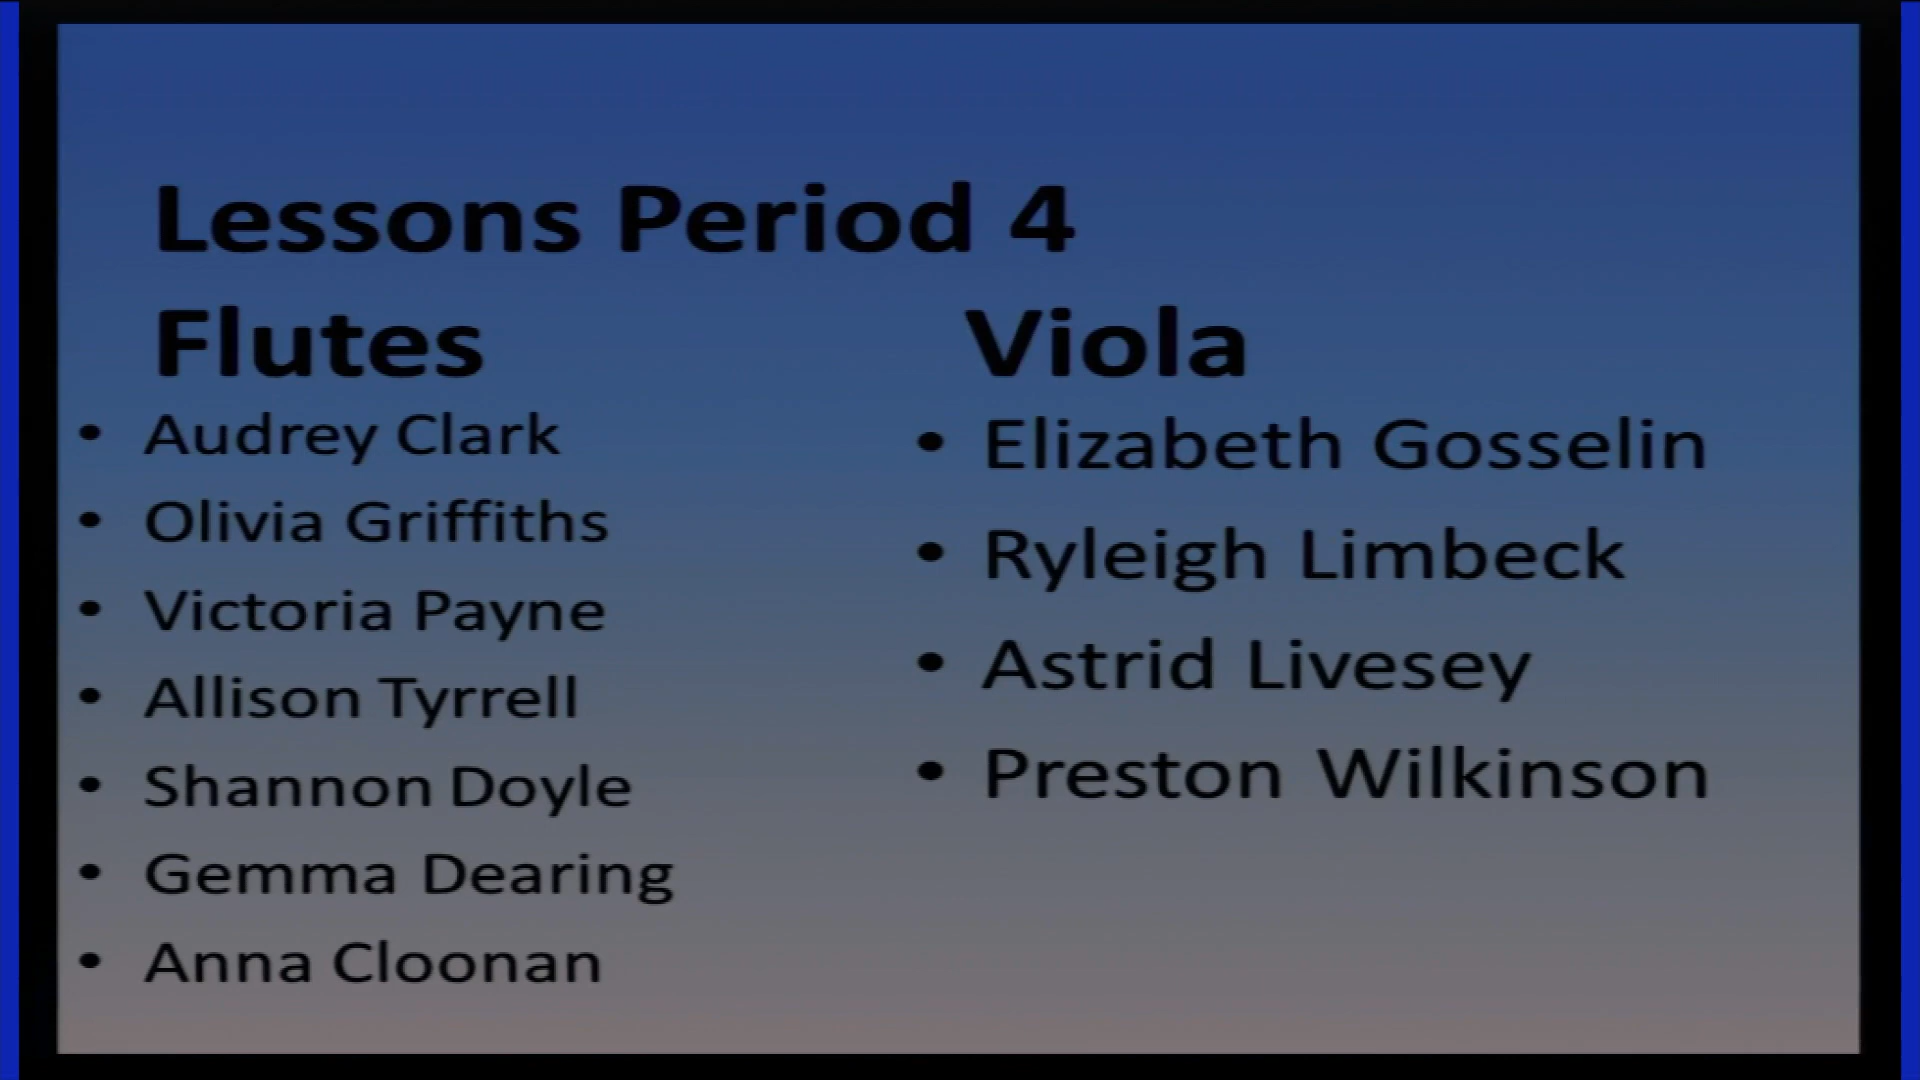 Lessons Period 4
Flutes
• Audrey Clark
• Olivia Griffiths
• Victoria Payne
• Allison Tyrrell
• Shannon Doyle
• Gemma Dearing
• Anna Cloonan
Viola
• Elizabeth Gosselin
• Ryleigh Limbeck
• Astrid Livesey
• Preston Wilkinson